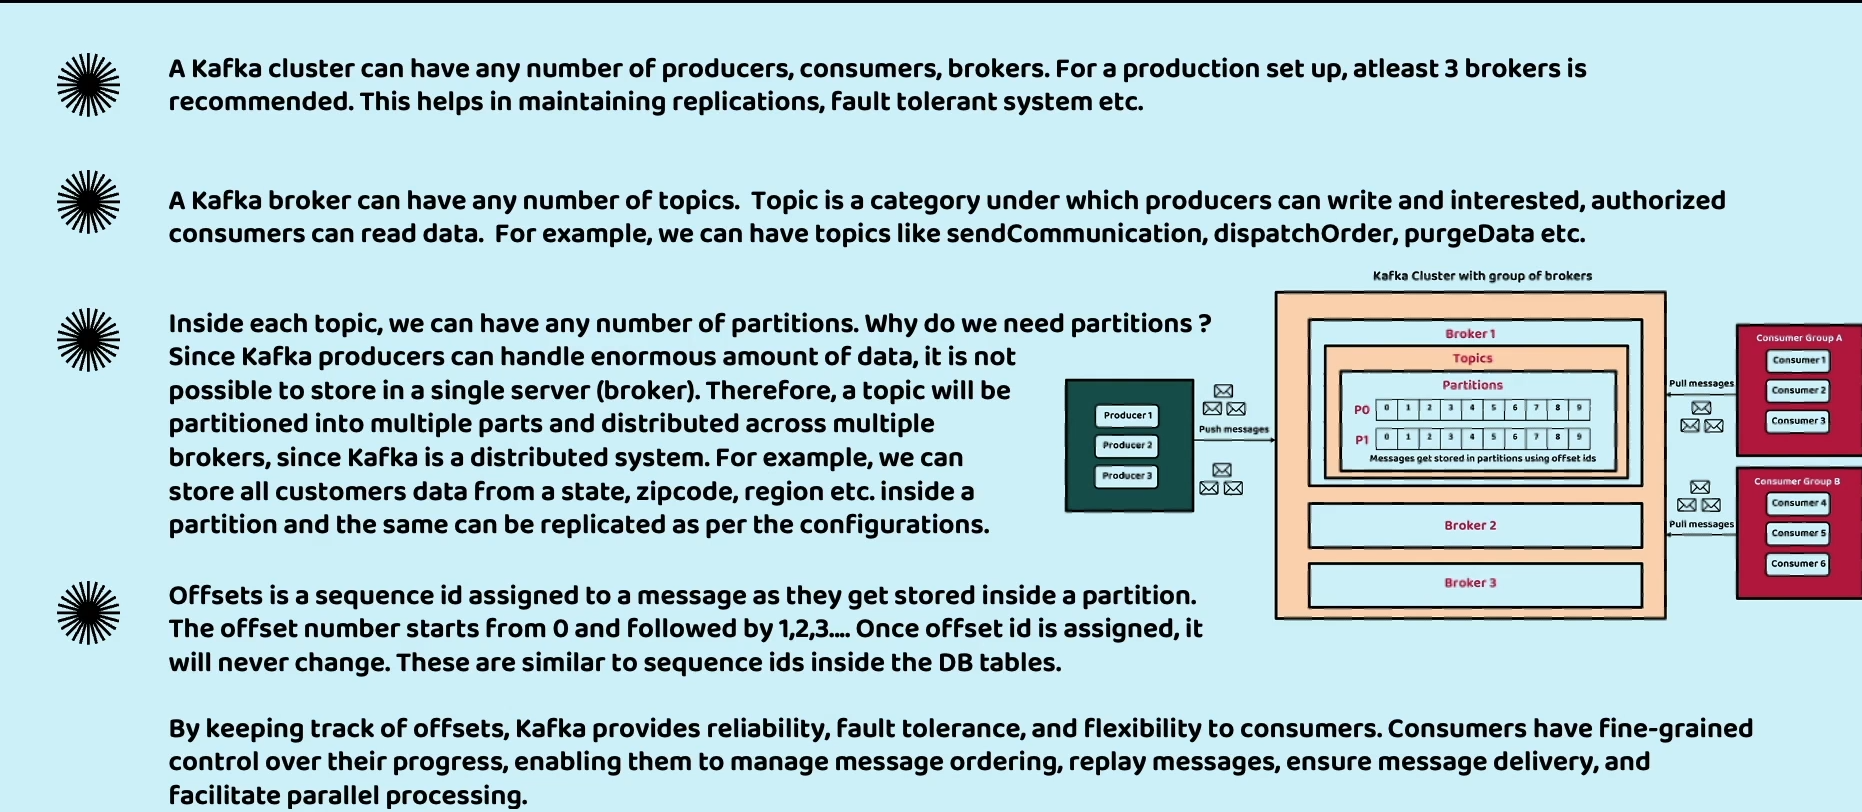 A Kafka cluster can have any number of producers, consumers, brokers. For a production set up, atleast 3 brokers is
recommended. This helps in maintaining replications, fault tolerant system etc.
A Kafka broker can have any number of topics.  Topic is a category under which producers can write and interested, authorized
consumers can read data.  For example, we can have topics like sendCommunication, dispatchOrder, purgeData etc.
Inside each topic, we can have any number of partitions. Why do we need partitions ?
Since Kafka producers can handle enormous amount of data, it is not
possible to store in a single server (broker). Therefore, a topic will be
partitioned into multiple parts and distributed across multiple
brokers, since Kafka is a distributed system. For example, we can
store all customers data from a state, zipcode, region etc. inside a
partition and the same can be replicated as per the configurations.
Offsets is a sequence id assigned to a message as they get stored inside a partition.
The offset number starts from 0 and followed by 1,2,3.... Once offset id is assigned, it
will never change. These are similar to sequence ids inside the DB tables.
By keeping track of offsets, Kafka provides reliability, fault tolerance, and flexibility to consumers. Consumers have fine-grained
control over their progress, enabling them to manage message ordering, replay messages, ensure message delivery, and
facilitate parallel processing.
Kafka Cluster with group of brokers
Producer 1
Producer 2
Producer 3
Push messages
Broker 1
Topics
Partitions
P0 0 1 2 3 4 5 6 7 8 9
P1 0 1 2 3 4 5 6 7 8 9
Messages get stored in partitions using offset ids
Broker 2
Broker 3
Pull messages
Pull messages
Consumer Group A
Consumer 1
Consumer 2
Consumer 3
Consumer Group B
Consumer 4
Consumer 5
Consumer 6